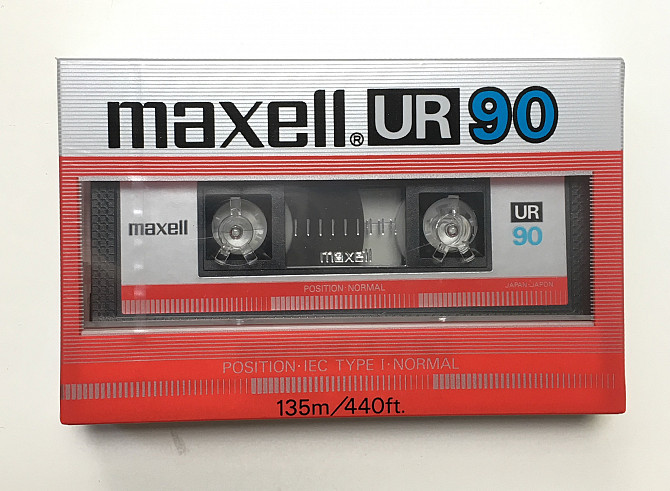 maxell® UR 90
maxell
UR
90
maxell
POSITION·NORMAL
JAPAN/JAPON
POSITION·IEC TYPE I·NORMAL
135m/440ft.